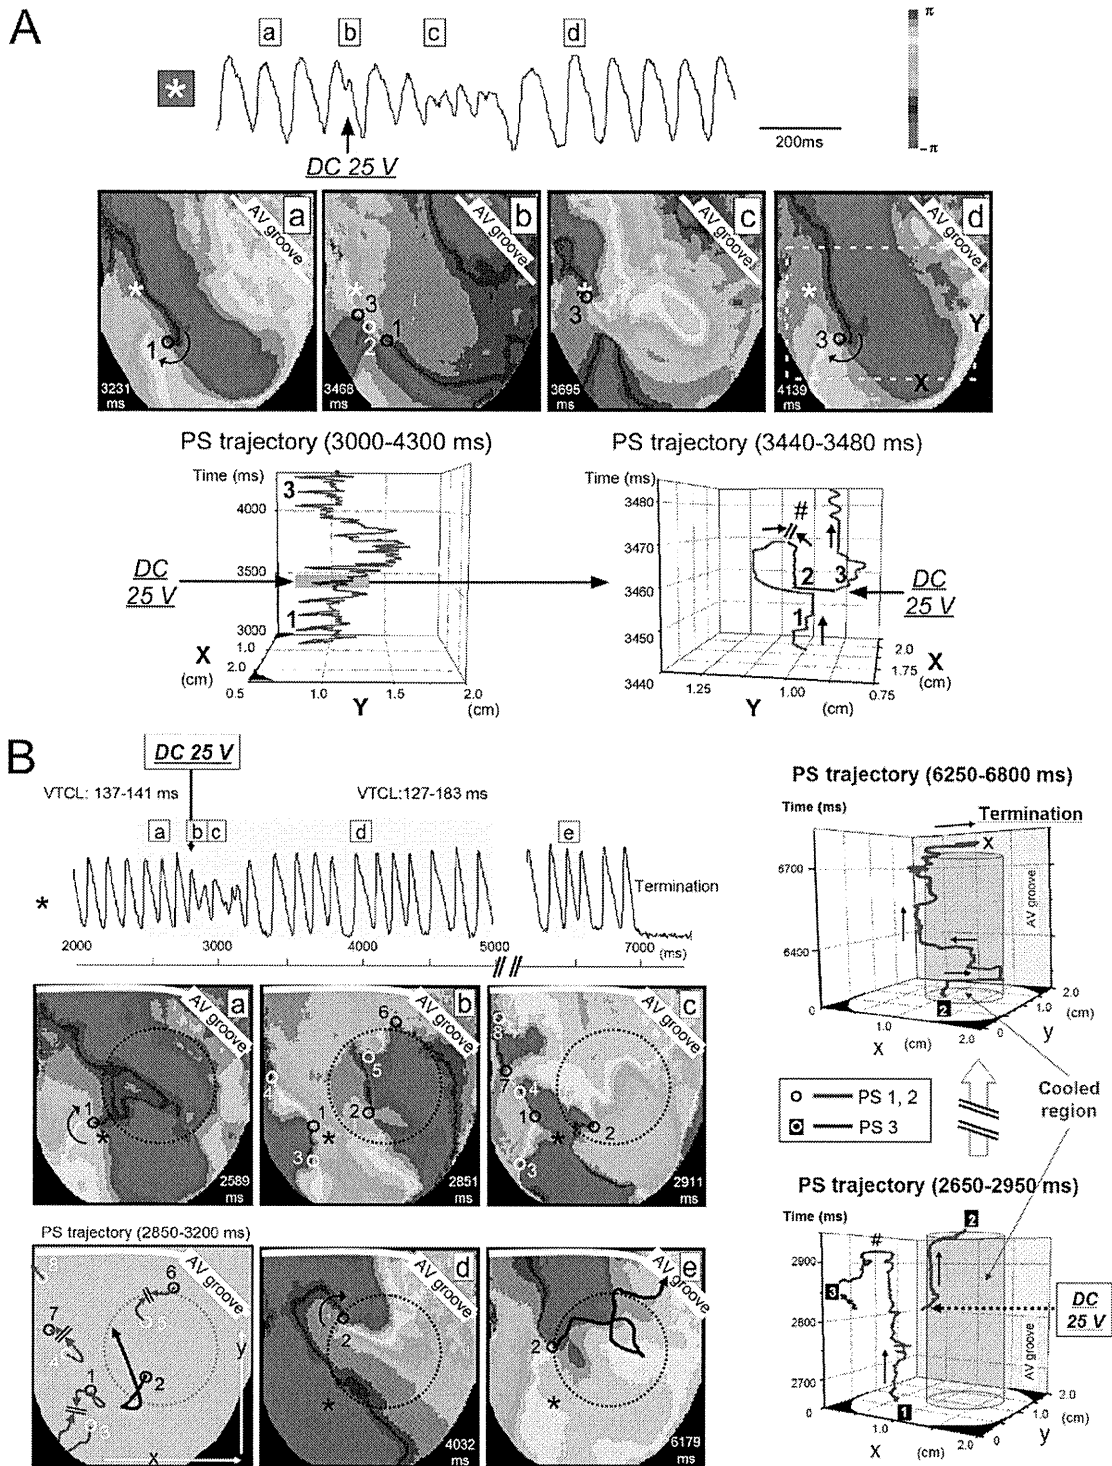 A
a b c d
π
*
-π
200ms
DC 25 V
a AV groove * 1 3231 ms
b AV groove * 3 2 1 3468 ms
c AV groove * 3 3695 ms
d AV groove * 3 Y X 4139 ms
PS trajectory (3000-4300 ms)
PS trajectory (3440-3480 ms)
Time (ms)
3
4000
DC 25 V
3500
1
3000
1.0
X
2.0
(cm)
0.5 1.0 1.5 2.0
Y (cm)
Time (ms)
3480
#
3470
2 3
DC 25 V
3460
1
3450
2.0
X
1.75
3440
(cm)
1.25 1.00 0.75
Y (cm)
B
DC 25 V
VTCL: 137-141 ms
VTCL:127-183 ms
a b c d e
*
Termination
2000 3000 4000 5000 7000 (ms)
a AV groove 1 * 2589 ms
b AV groove 6 5 4 2 1 * 3 2851 ms
c AV groove 8 7 4 1 2 * 3 2911 ms
PS trajectory (2850-3200 ms)
AV groove 8 6 7 5 4 1 2 3 y x
d AV groove 2 * 4032 ms
e AV groove 2 * 6179 ms
PS trajectory (6250-6800 ms)
Time (ms)
Termination
X
6700
AV groove
6400
2
0
1.0 2.0
X (cm)
0 1.0 2.0
y (cm)
Cooled region
PS 1, 2
PS 3
PS trajectory (2650-2950 ms)
Time (ms)
2
#
2900
3
DC 25 V
2800
AV groove
2700
1
0
1.0 2.0
X (cm)
0 1.0 2.0
y (cm)